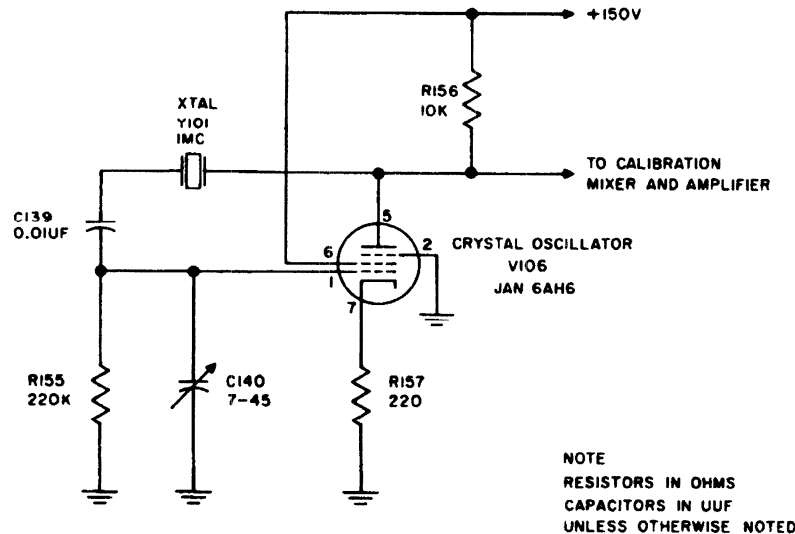 +150V
R156
10K
XTAL
Y101
1MC
TO CALIBRATION
MIXER AND AMPLIFIER
C139
0.01UF
5
2
6
1
7
CRYSTAL OSCILLATOR
V106
JAN 6AH6
R155
220K
C140
7-45
R157
220
NOTE
RESISTORS IN OHMS
CAPACITORS IN UUF
UNLESS OTHERWISE NOTED